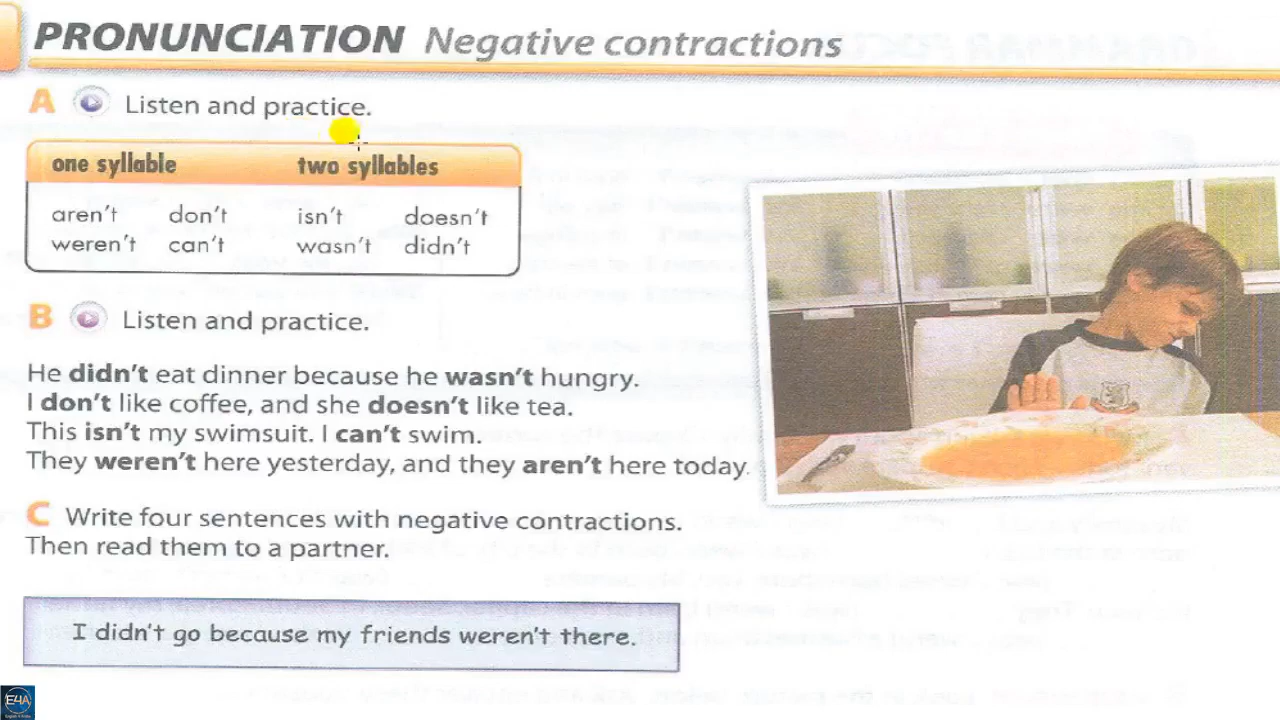 PRONUNCIATION Negative contractions
A Listen and practice.
one syllable two syllables
aren't don't isn't doesn't
weren't can't wasn't didn't
B Listen and practice.
He didn't eat dinner because he wasn't hungry.
I don't like coffee, and she doesn't like tea.
This isn't my swimsuit. I can't swim.
They weren't here yesterday, and they aren't here today.
C Write four sentences with negative contractions.
Then read them to a partner.
I didn't go because my friends weren't there.
E4A